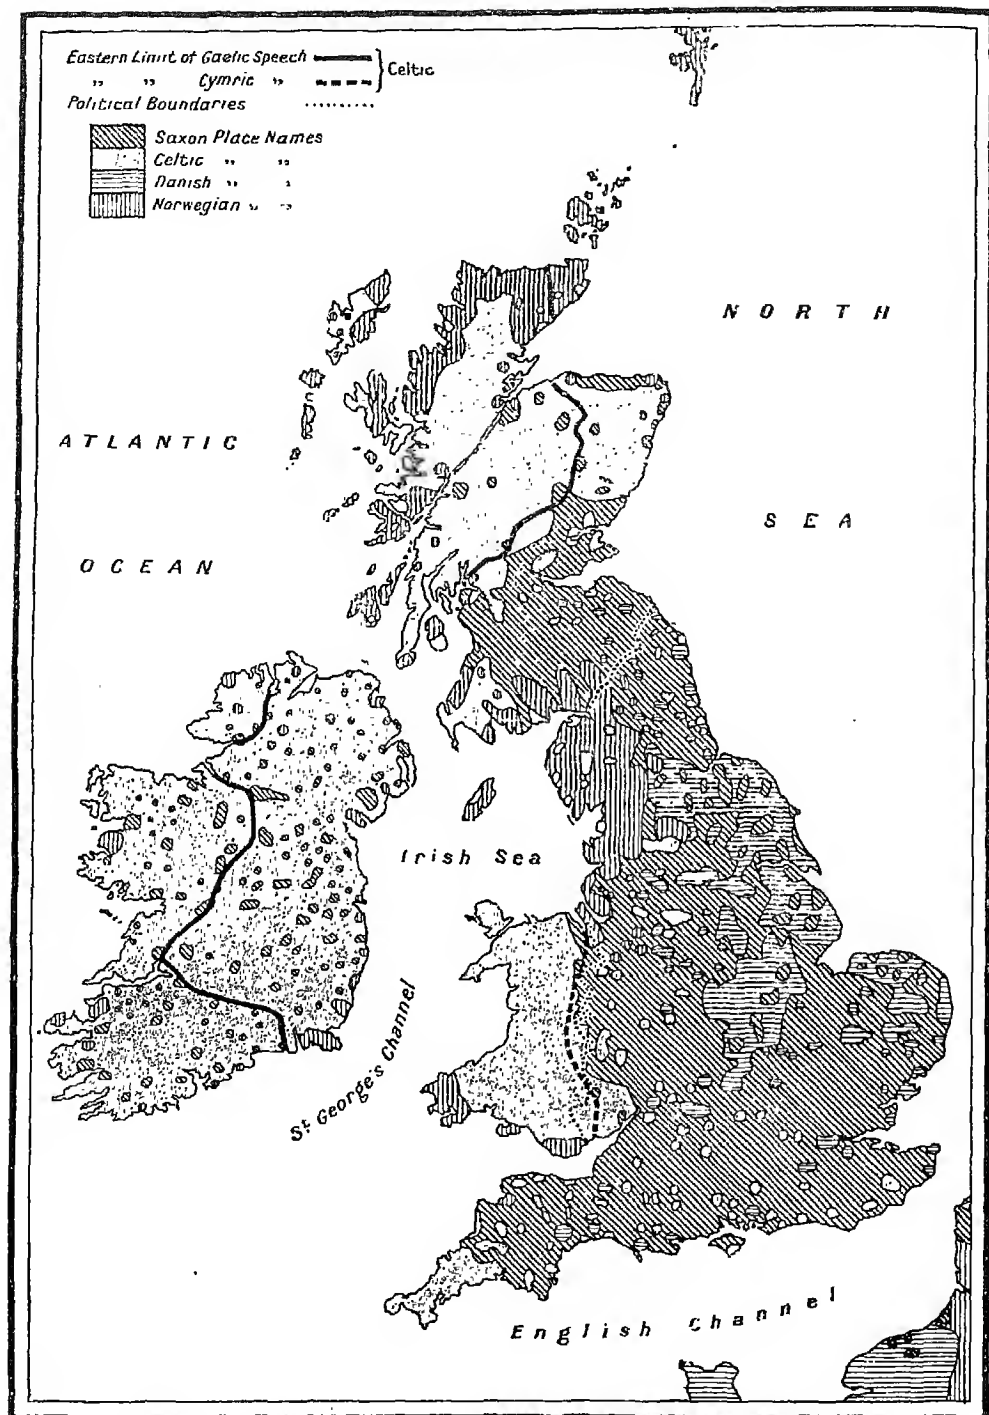 Eastern Limit of Gaelic Speech
„ „ Cymric „
Celtic
Political Boundaries
Saxon Place Names
Celtic „ „
Danish „ „
Norwegian „ „
NORTH
ATLANTIC
SEA
OCEAN
Irish Sea
St George's Channel
English Channel